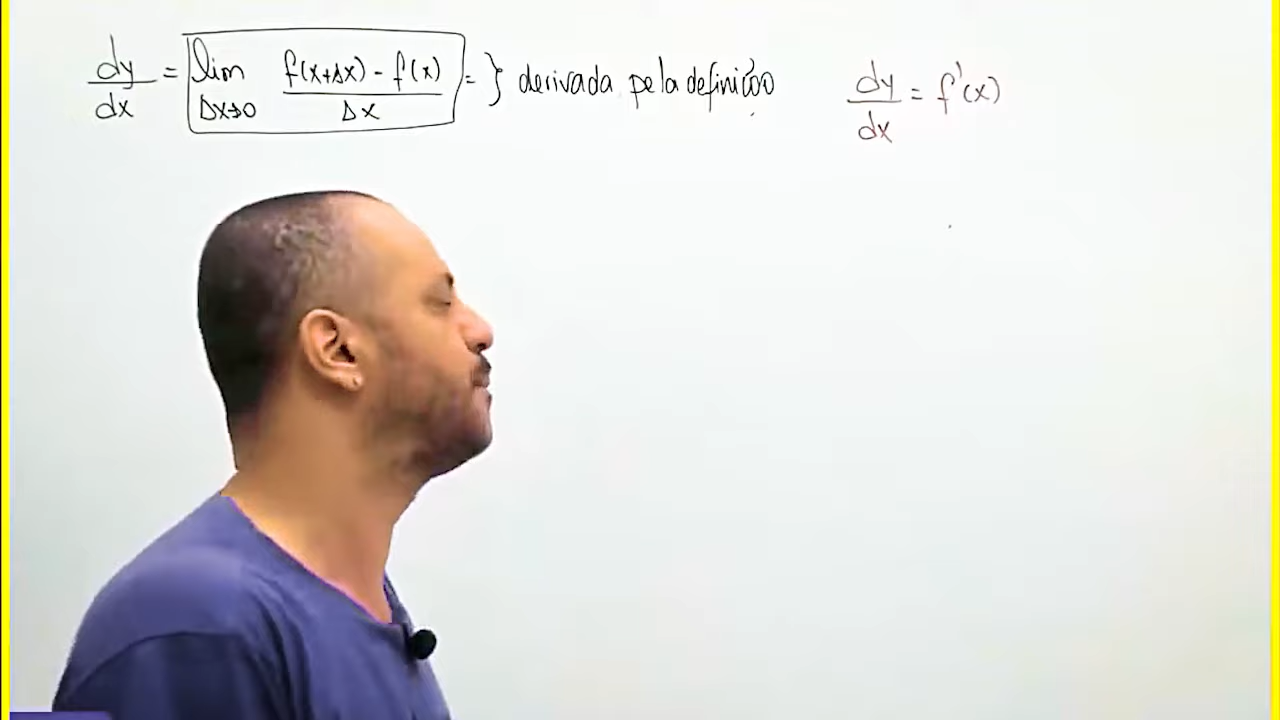 dy/dx = lim Δx→0 f(x+Δx) - f(x) / Δx = } derivada pela definição
dy/dx = f'(x)